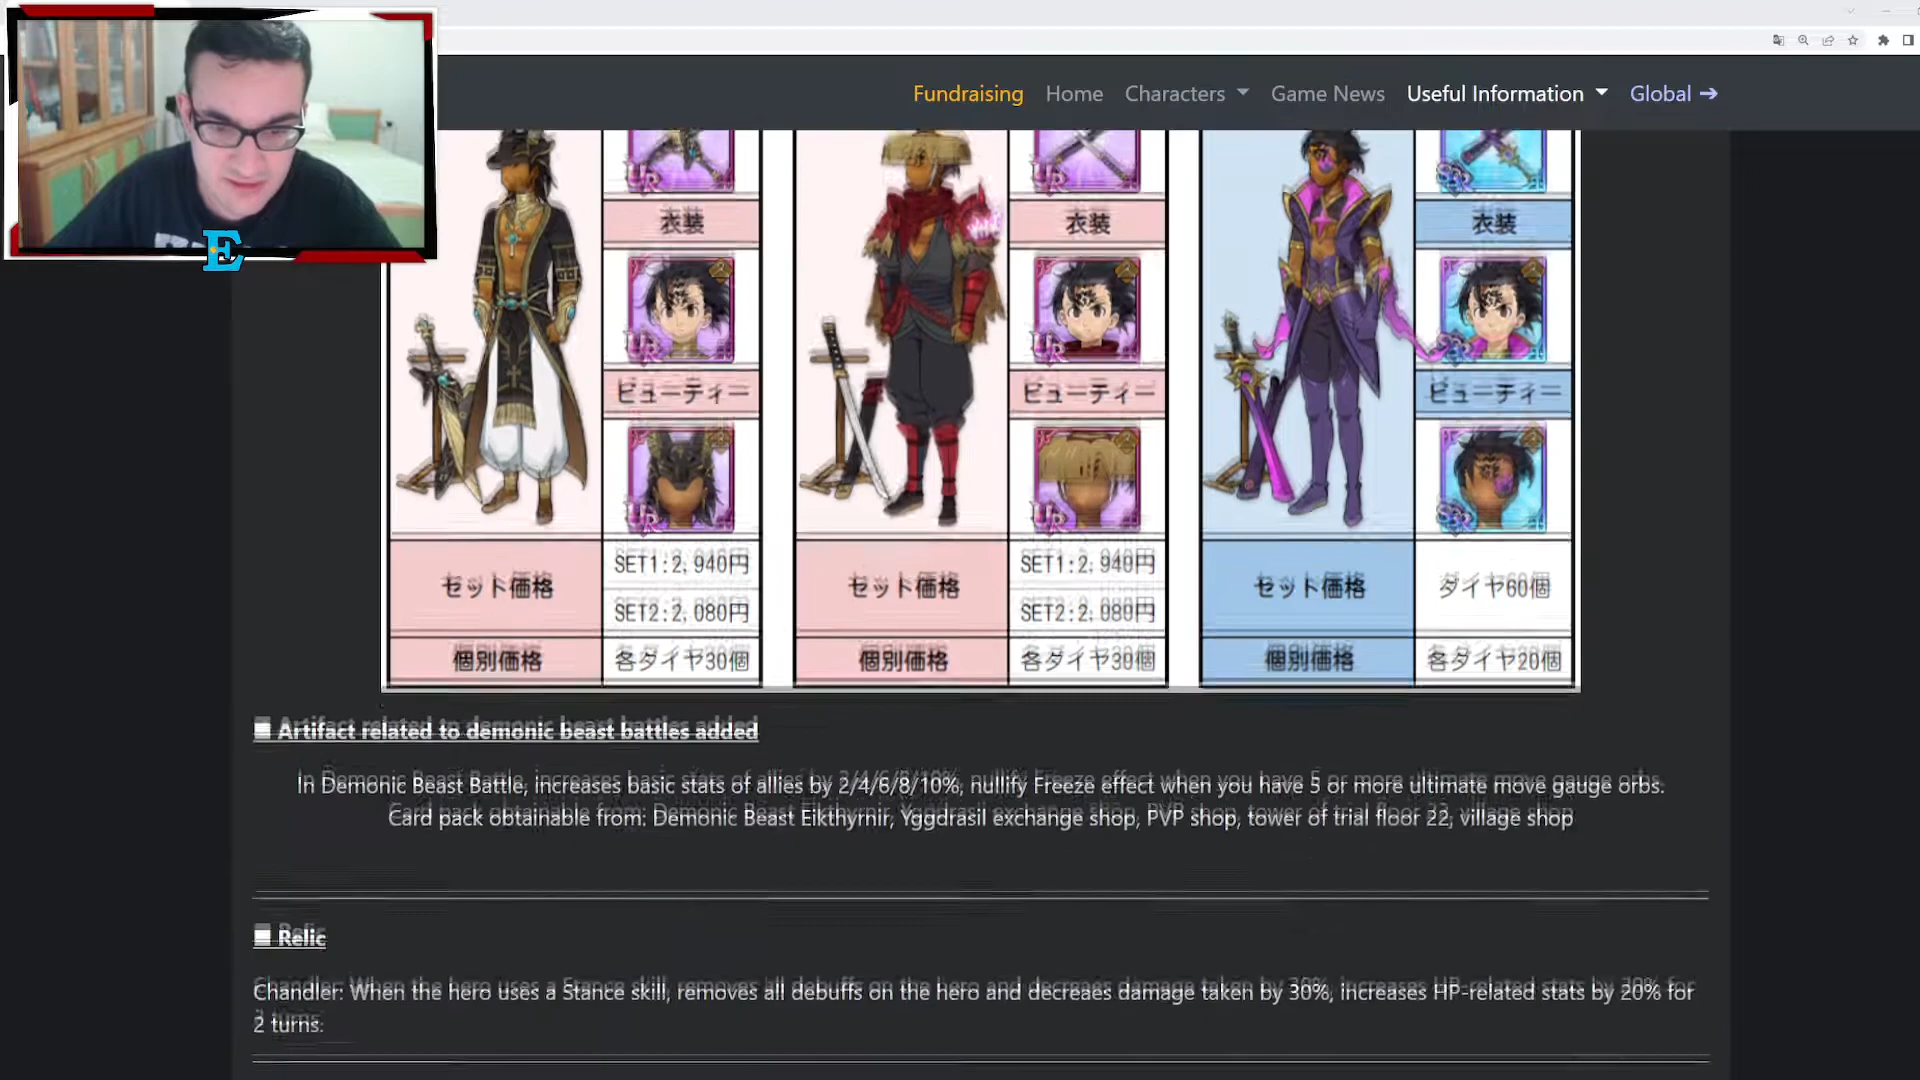 Fundraising Home Characters Game News Useful Information Global →
UR UR SSR
衣装 衣装 衣装
UR UR SSR
ビューティー ビューティー ビューティー
UR UR SSR
セット価格 SET1:2,940円 セット価格 SET1:2,940円 セット価格 ダイヤ60個
SET2:2,080円 SET2:2,080円
個別価格 各ダイヤ30個 個別価格 各ダイヤ30個 個別価格 各ダイヤ20個
E
■ Artifact related to demonic beast battles added
In Demonic Beast Battle, increases basic stats of allies by 2/4/6/8/10%, nullify Freeze effect when you have 5 or more ultimate move gauge orbs.
Card pack obtainable from: Demonic Beast Eikthyrnir, Yggdrasil exchange shop, PVP shop, tower of trial floor 22, village shop
■ Relic
Chandler: When the hero uses a Stance skill, removes all debuffs on the hero and decreaes damage taken by 30%, increases HP-related stats by 20% for
2 turns.